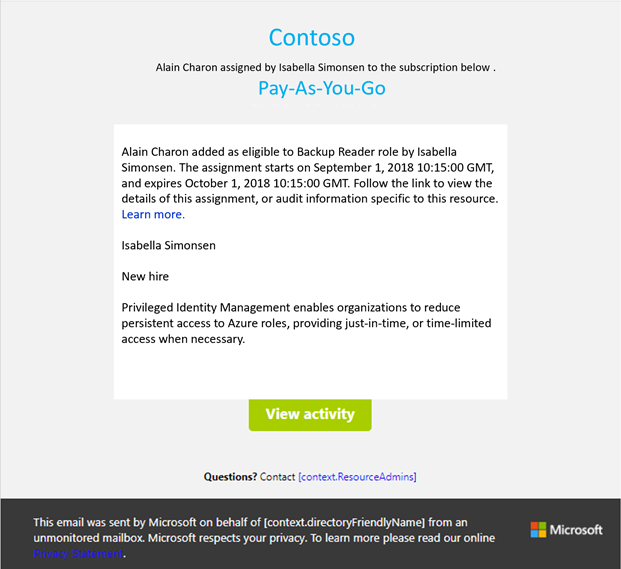 Contoso
Alain Charon assigned by Isabella Simonsen to the subscription below .
Pay-As-You-Go
Alain Charon added as eligible to Backup Reader role by Isabella
Simonsen. The assignment starts on September 1, 2018 10:15:00 GMT,
and expires October 1, 2018 10:15:00 GMT. Follow the link to view the
details of this assignment, or audit information specific to this resource.
Learn more.
Isabella Simonsen
New hire
Privileged Identity Management enables organizations to reduce
persistent access to Azure roles, providing just-in-time, or time-limited
access when necessary.
View activity
Questions? Contact [context.ResourceAdmins]
This email was sent by Microsoft on behalf of [context.directoryFriendlyName] from an
unmonitored mailbox. Microsoft respects your privacy. To learn more please read our online
Privacy Statement.
Microsoft